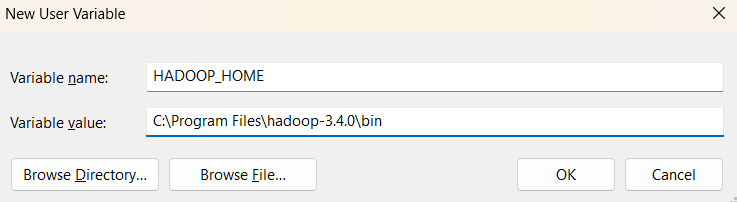 New User Variable
Variable name: HADOOP_HOME
Variable value: C:\Program Files\hadoop-3.4.0\bin
Browse Directory... Browse File... OK Cancel